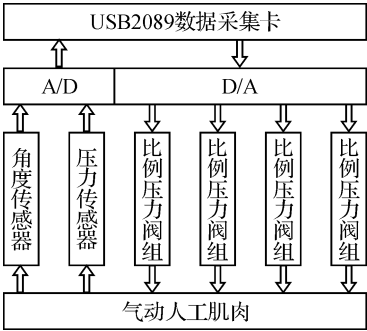 USB2089数据采集卡
A/D
D/A
角度传感器
压力传感器
比例压力阀组
比例压力阀组
比例压力阀组
比例压力阀组
气动人工肌肉